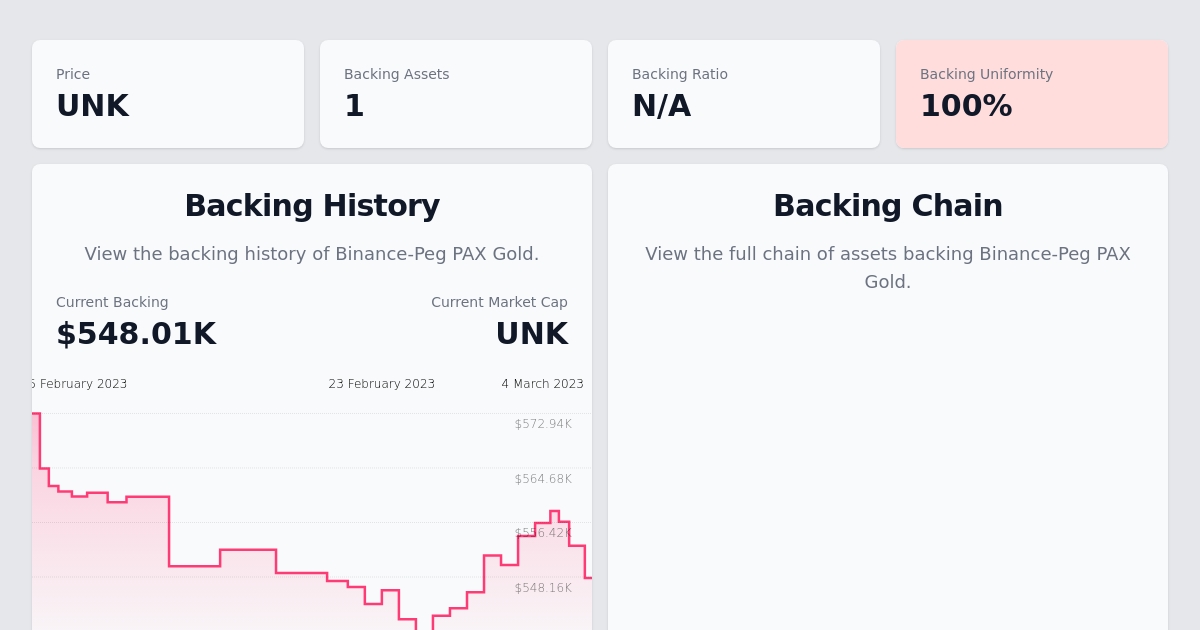 Price
UNK
Backing Assets
1
Backing Ratio
N/A
Backing Uniformity
100%
Backing History
View the backing history of Binance-Peg PAX Gold.
Current Backing
$548.01K
Current Market Cap
UNK
February 2023
23 February 2023
4 March 2023
$572.94K
$564.68K
$556.42K
$548.16K
Backing Chain
View the full chain of assets backing Binance-Peg PAX
Gold.